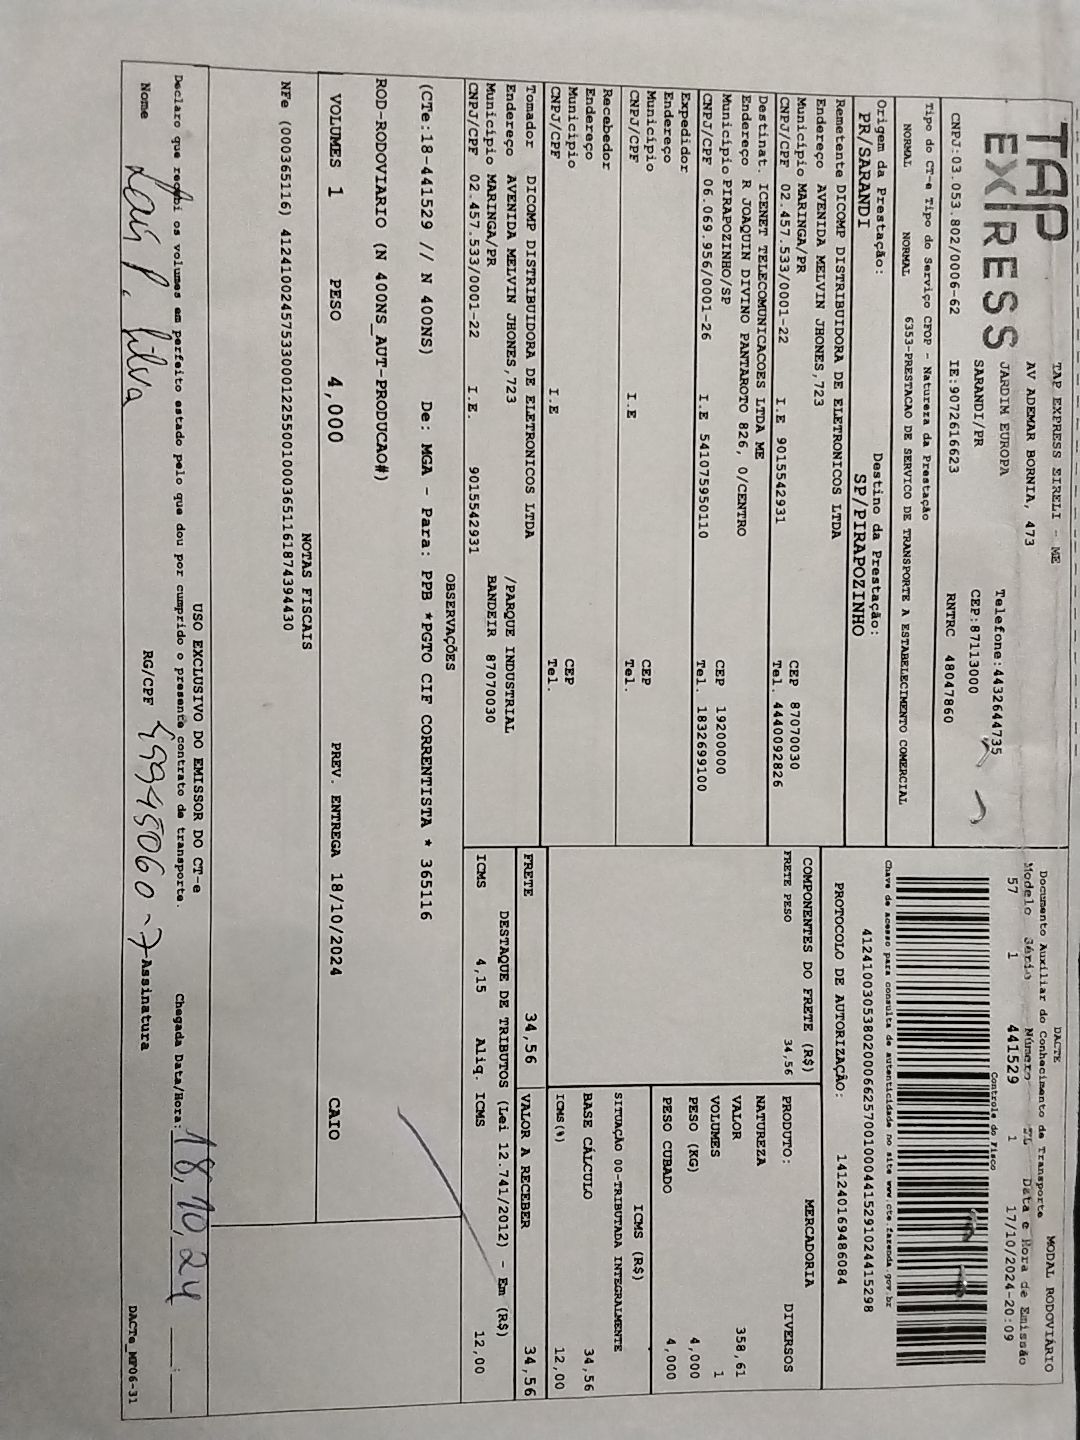 TAP
EXPRESS
TAP EXPRESS EIRELI - ME
AV ADEMAR BORNIA, 473
JARDIM EUROPA
Telefone:4432644735
SARANDI/PR
CEP:87113000
CNPJ:03.053.802/0006-62
IE:9072616623
RNTRC 48047860
Tipo do CT-e Tipo do Serviço CFOP - Natureza da Prestação
NORMAL NORMAL 6353-PRESTACAO DE SERVICO DE TRANSPORTE A ESTABELECIMENTO COMERCIAL
Origem da Prestação: Destino da Prestação:
PR/SARANDI SP/PIRAPOZINHO
Remetente DICOMP DISTRIBUIDORA DE ELETRONICOS LTDA
Endereço AVENIDA MELVIN JHONES,723
Município MARINGA/PR CEP 87070030
CNPJ/CPF 02.457.533/0001-22 I.E 9015542931 Tel. 4440092826
Destinat. ICENET TELECOMUNICACOES LTDA ME
Endereço R JOAQUIN DIVINO PANTAROTO 826, 0/CENTRO
Município PIRAPOZINHO/SP CEP 19200000
CNPJ/CPF 06.069.956/0001-26 I.E 541075950110 Tel. 1832699100
Expedidor
Endereço
Município CEP
CNPJ/CPF I.E Tel.
Recebedor
Endereço
Município CEP
CNPJ/CPF I.E Tel.
Tomador DICOMP DISTRIBUIDORA DE ELETRONICOS LTDA
Endereço AVENIDA MELVIN JHONES,723 /PARQUE INDUSTRIAL
Município MARINGA/PR BANDEIR 87070030
CNPJ/CPF 02.457.533/0001-22 I.E. 9015542931
DACTE
MODAL RODOVIÁRIO
Documento Auxiliar do Conhecimento de Transporte
Modelo Série Número FL Data e Hora de Emissão
57 1 441529 1 17/10/2024-20:09
Controle do Fisco
Chave de acesso para consulta de autenticidade no site www.cte.fazenda.gov.br
41241003053802000662570010004415291024415298
PROTOCOLO DE AUTORIZAÇÃO: 141240169486084
COMPONENTES DO FRETE (R$)
FRETE PESO 34,56
MERCADORIA
PRODUTO: DIVERSOS
NATUREZA
VALOR 358,61
VOLUMES 1
PESO (KG) 4,000
PESO CUBADO 4,000
ICMS (R$)
SITUAÇÃO 00-TRIBUTADA INTEGRALMENTE
BASE CÁLCULO 34,56
ICMS(%) 12,00
FRETE 34,56 VALOR A RECEBER 34,56
DESTAQUE DE TRIBUTOS (Lei 12.741/2012) - Em (R$)
ICMS 4,15 Aliq. ICMS 12,00
OBSERVAÇÕES
(CTe:18-441529 // N 400NS) De: MGA - Para: PPB *PGTO CIF CORRENTISTA * 365116
ROD-RODOVIARIO (N 400NS_AUT-PRODUCAO#)
VOLUMES 1 PESO 4,000 PREV. ENTREGA 18/10/2024 CAIO
NOTAS FISCAIS
NFe (000365116) 41241002457533000122550010003651161874394430
USO EXCLUSIVO DO EMISSOR DO CT-e
Declaro que recebi os volumes em perfeito estado pelo que dou por cumprido o presente contrato de transporte. Chegada Data/Hora: 18,10,24 __:__
Nome Laís P. Silva RG/CPF 49945060-7 Assinatura
DACTe_MF06-31